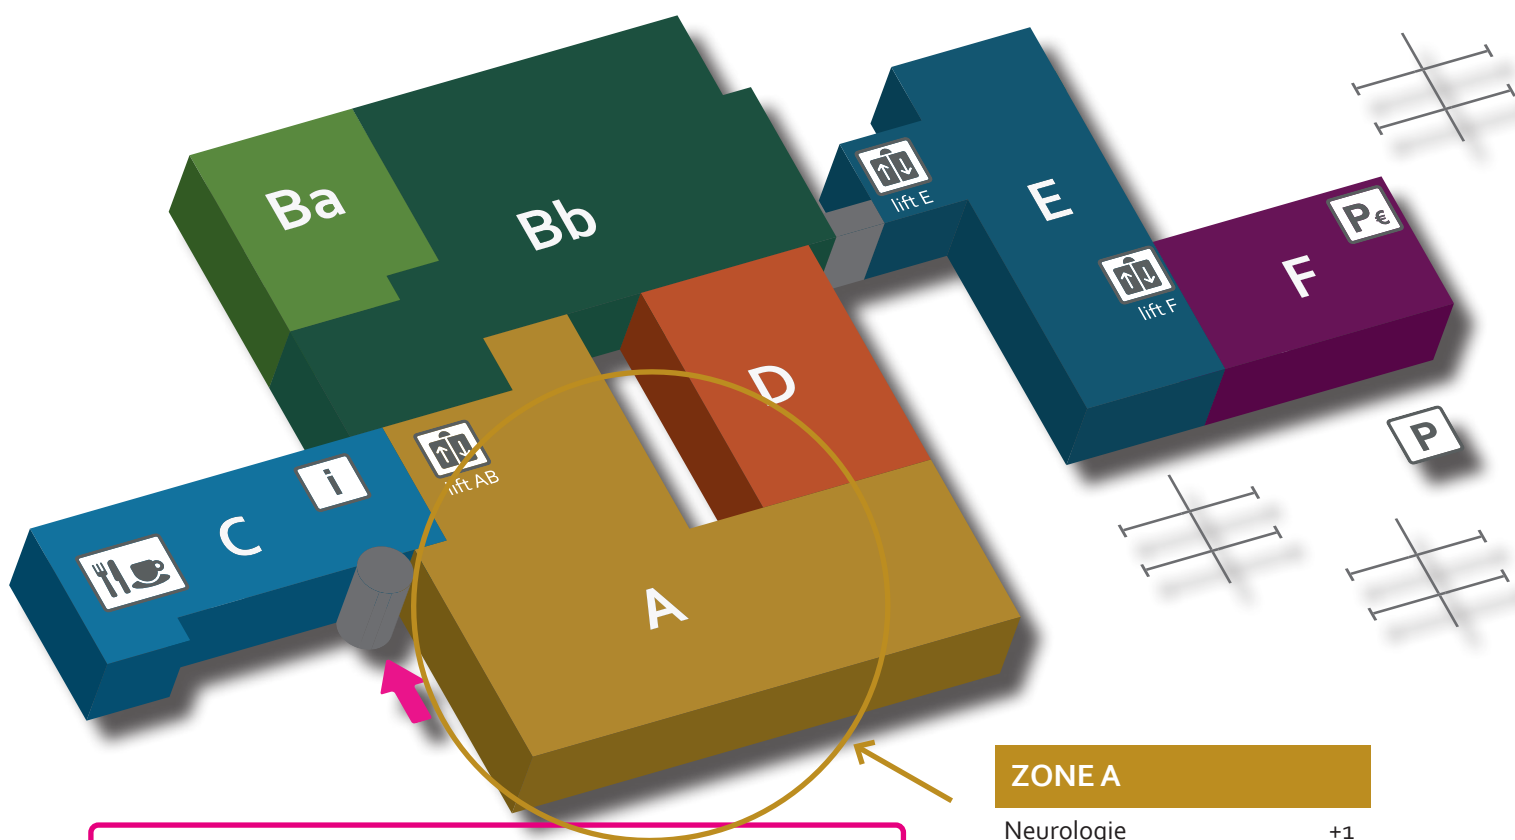 Ba
Bb
lift E
E
P€
F
lift F
D
P
lift AB
i
C
A
ZONE A
Neurologie +1